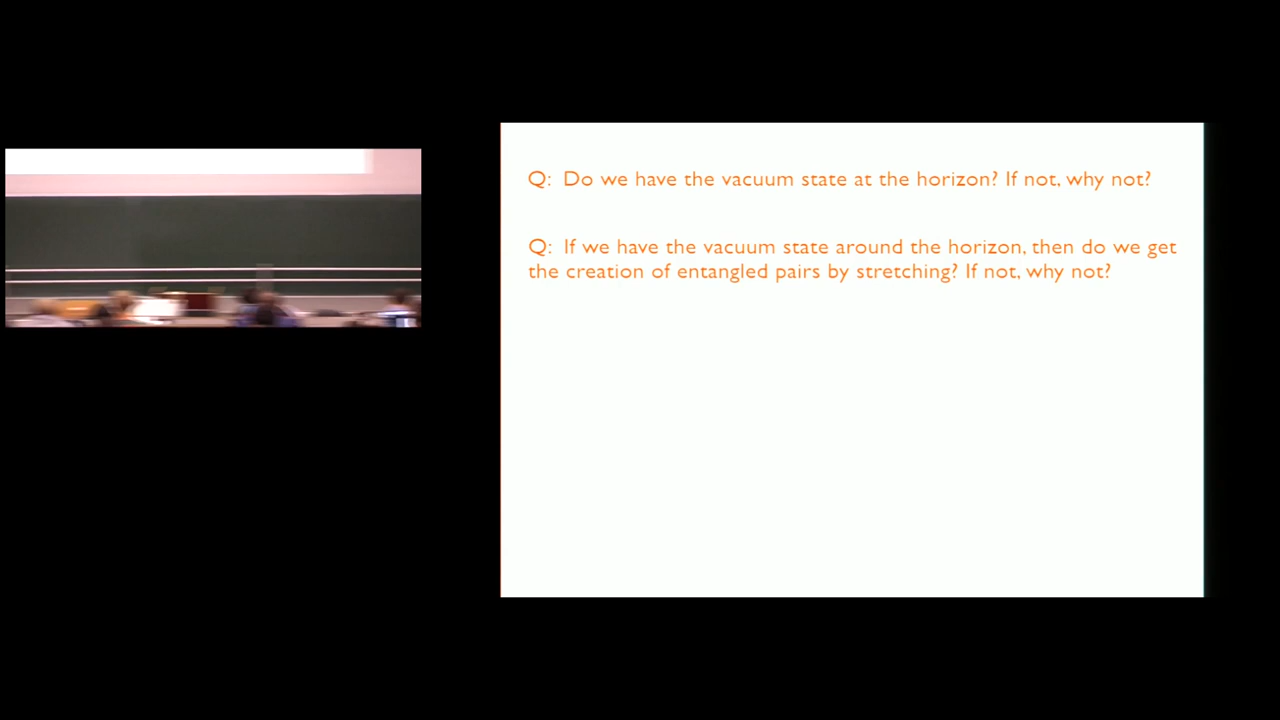 Q: Do we have the vacuum state at the horizon? If not, why not?
Q: If we have the vacuum state around the horizon, then do we get
the creation of entangled pairs by stretching? If not, why not?